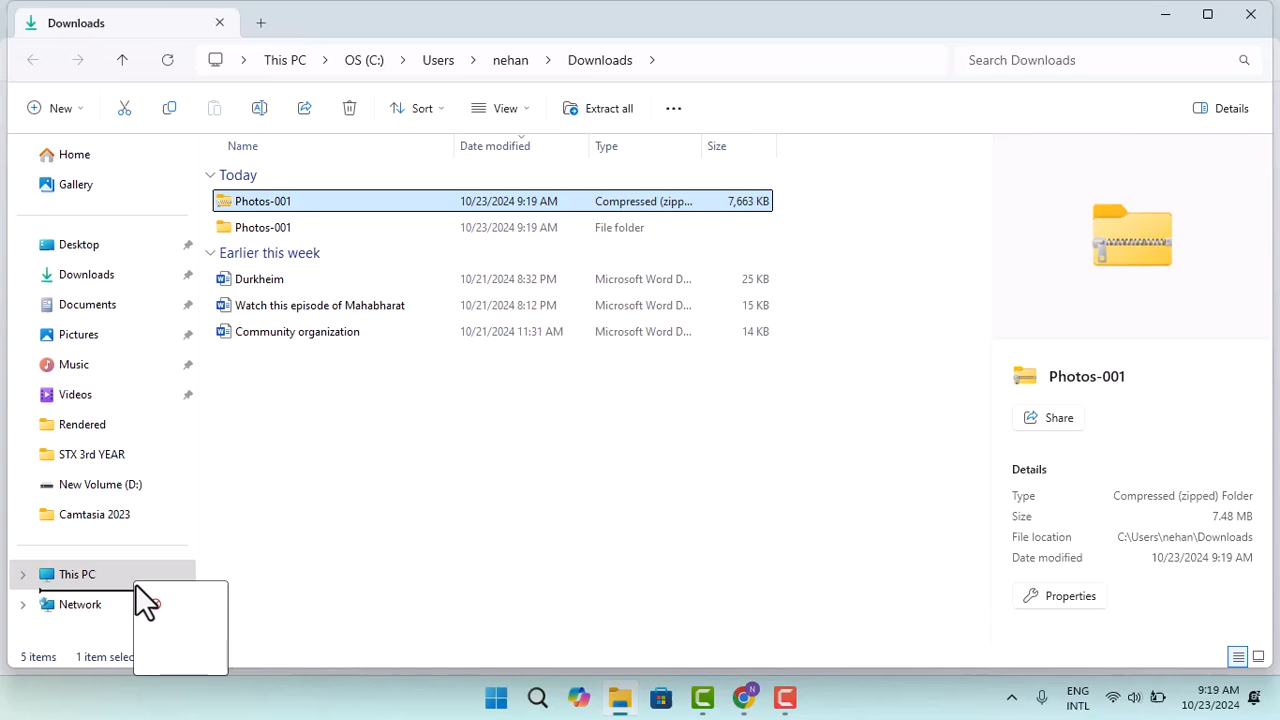 Downloads
This PC > OS (C:) > Users > nehan > Downloads >
Search Downloads
New
Sort
View
Extract all
Details
Home
Gallery
Desktop
Downloads
Documents
Pictures
Music
Videos
Rendered
STX 3rd YEAR
New Volume (D:)
Camtasia 2023
This PC
Network
Name Date modified Type Size
Today
Photos-001 10/23/2024 9:19 AM Compressed (zipp... 7,663 KB
Photos-001 10/23/2024 9:19 AM File folder
Earlier this week
Durkheim 10/21/2024 8:32 PM Microsoft Word D... 25 KB
Watch this episode of Mahabharat 10/21/2024 8:12 PM Microsoft Word D... 15 KB
Community organization 10/21/2024 11:31 AM Microsoft Word D... 14 KB
Photos-001
Share
Details
Type Compressed (zipped) Folder
Size 7.48 MB
File location C:\Users\nehan\Downloads
Date modified 10/23/2024 9:19 AM
Properties
5 items 1 item selec
N
ENG
INTL
9:19 AM
10/23/2024